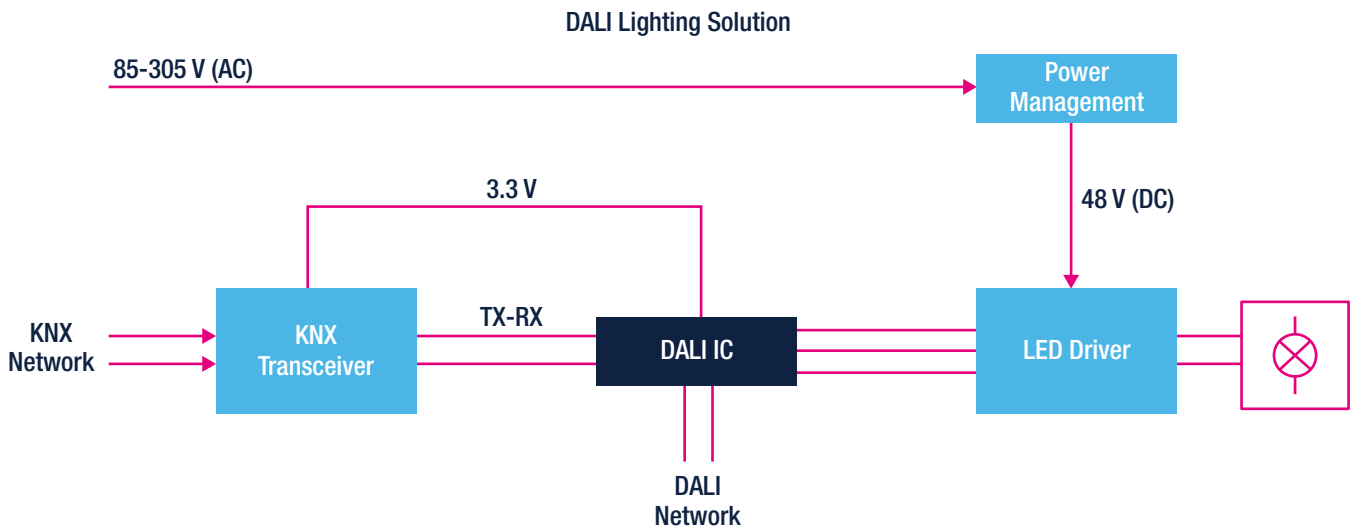 DALI Lighting Solution
85-305 V (AC)
Power
Management
3.3 V
48 V (DC)
KNX
Network
KNX
Transceiver
TX-RX
DALI IC
LED Driver
DALI
Network